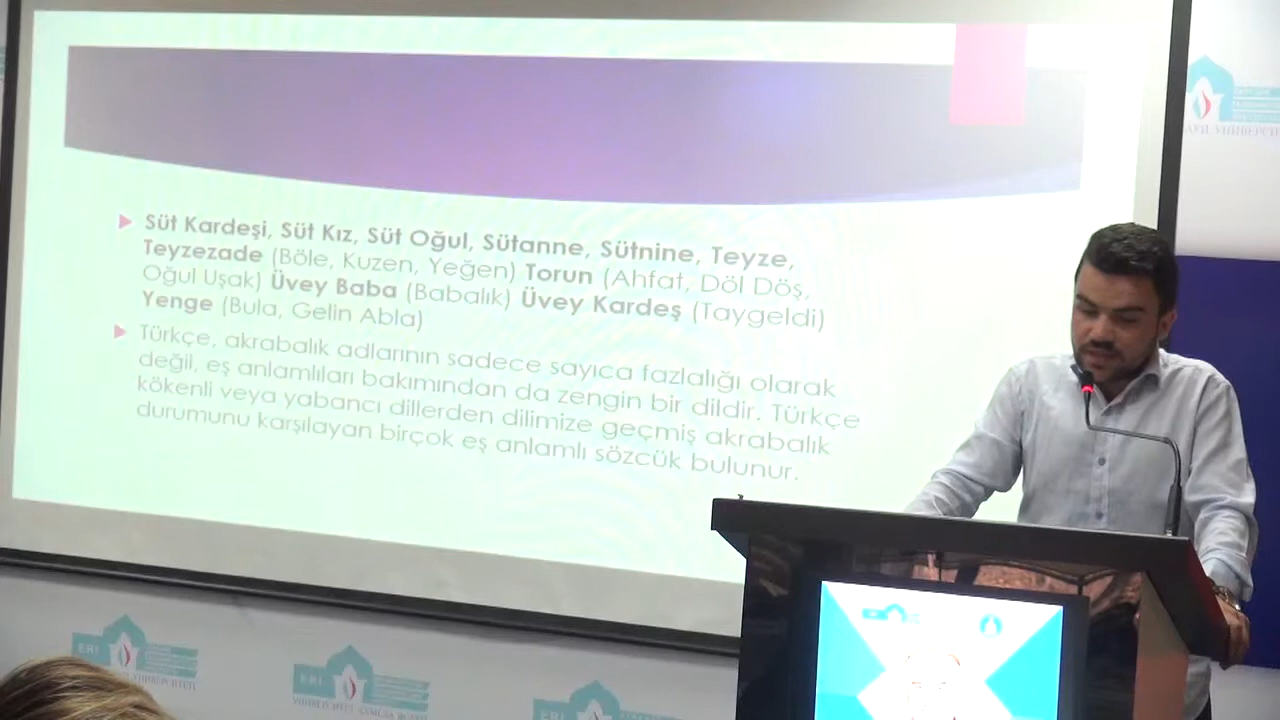 Süt Kardeşi, Süt Kız, Süt Oğul, Sütanne, Sütnine, Teyze,
Teyzezade (Böle, Kuzen, Yeğen) Torun (Ahfat, Döl Döş,
Oğul Uşak) Üvey Baba (Babalık) Üvey Kardeş (Taygeldi)
Yenge (Bula, Gelin Abla)
Türkçe, akrabalık adlarının sadece sayıca fazlalığı olarak
değil, eş anlamlıları bakımından da zengin bir dildir. Türkçe
kökenli veya yabancı dillerden dilimize geçmiş akrabalık
durumunu karşılayan birçok eş anlamlı sözcük bulunur.